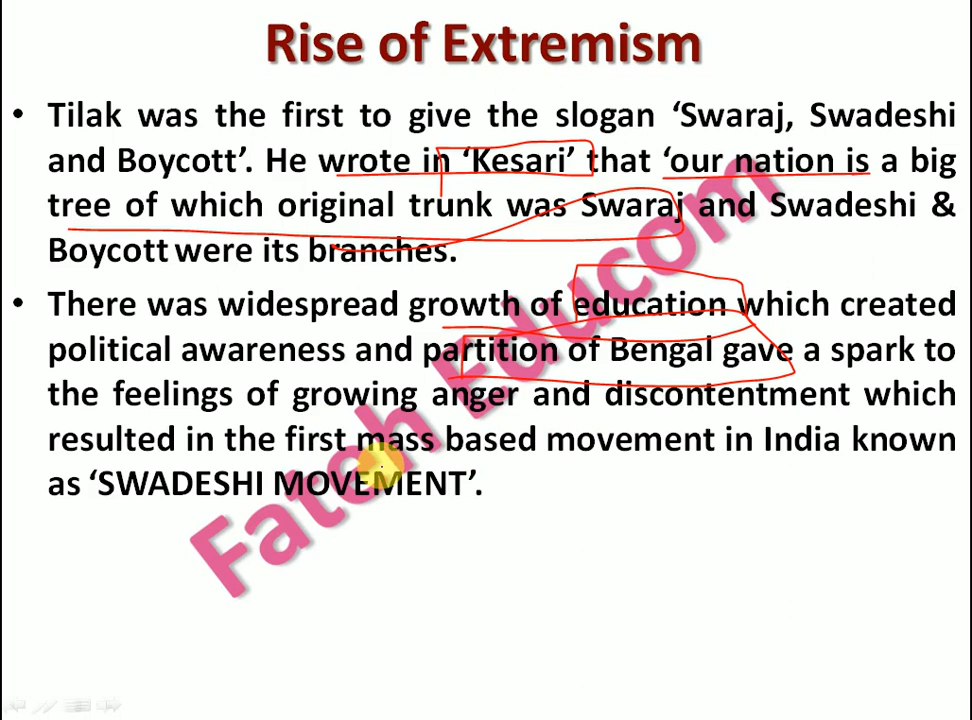 Rise of Extremism
• Tilak was the first to give the slogan ‘Swaraj, Swadeshi
and Boycott’. He wrote in ‘Kesari’ that ‘our nation is a big
tree of which original trunk was Swaraj and Swadeshi &
Boycott were its branches.
• There was widespread growth of education which created
political awareness and partition of Bengal gave a spark to
the feelings of growing anger and discontentment which
resulted in the first mass based movement in India known
as ‘SWADESHI MOVEMENT’.
Fateh Educom